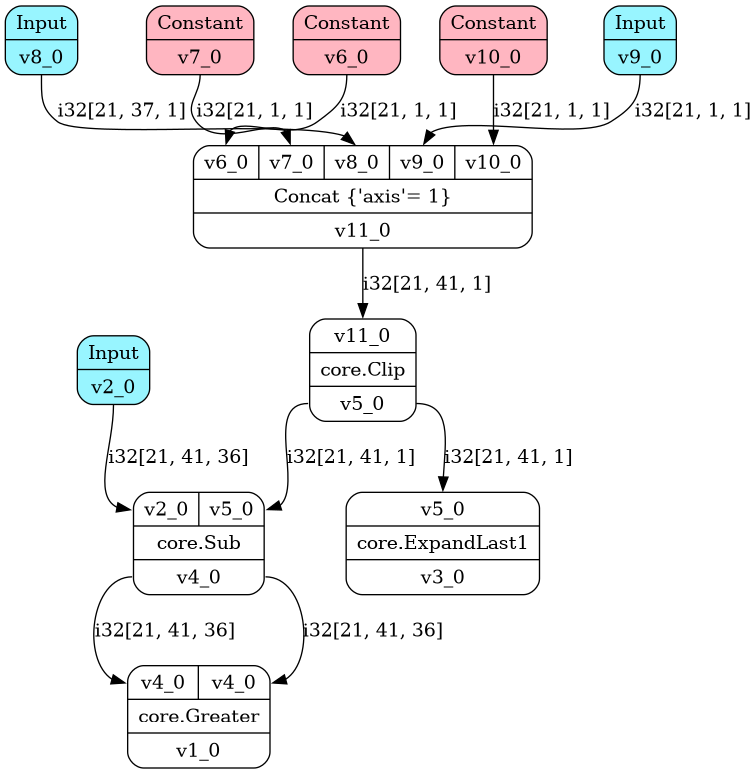 Input
v8_0
Constant
v7_0
Constant
v6_0
Constant
v10_0
Input
v9_0
i32[21, 37, 1]
i32[21, 1, 1]
i32[21, 1, 1]
i32[21, 1, 1]
i32[21, 1, 1]
v6_0 v7_0 v8_0 v9_0 v10_0
Concat {'axis'= 1}
v11_0
i32[21, 41, 1]
v11_0
core.Clip
v5_0
Input
v2_0
i32[21, 41, 36]
i32[21, 41, 1]
i32[21, 41, 1]
v2_0 v5_0
core.Sub
v4_0
v5_0
core.ExpandLast1
v3_0
i32[21, 41, 36]
i32[21, 41, 36]
v4_0 v4_0
core.Greater
v1_0